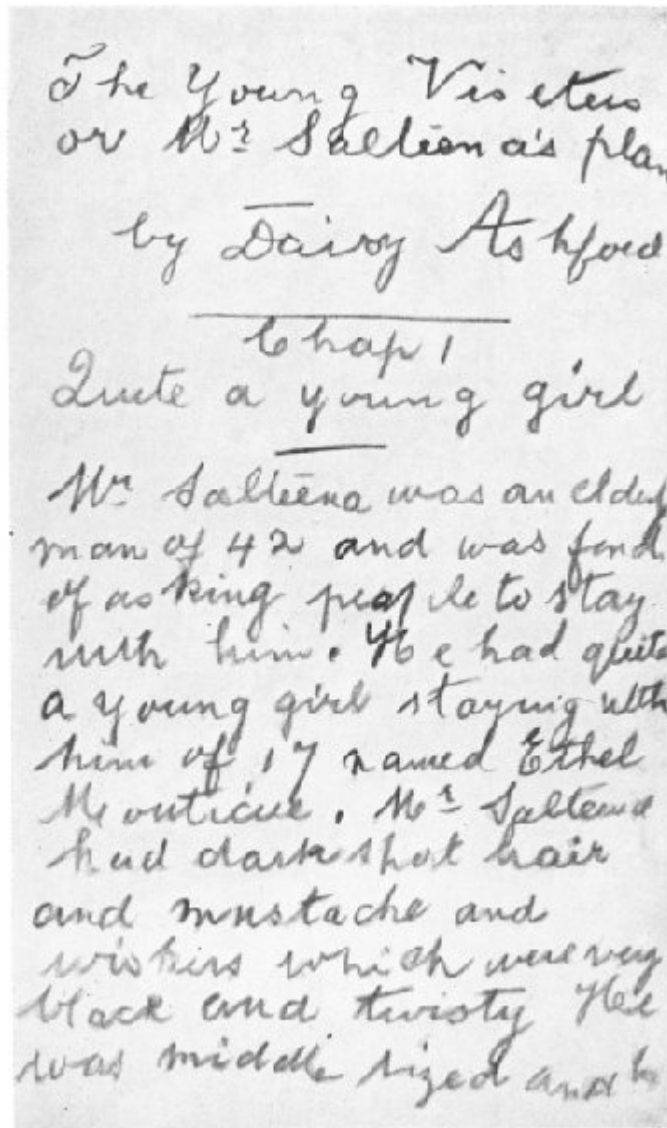 The Young Visiters
or Mr Salteena's plan
by Daisy Ashford
Chap 1
Quite a young girl
Mr Salteena was an elderly
man of 42 and was fond
of asking people to stay
with him. He had quite
a young girl staying with
him of 17 named Ethel
Monticue. Mr Salteena
had dark short hair
and mustache and
wiskers which were very
black and twisty He
was middle sized and h